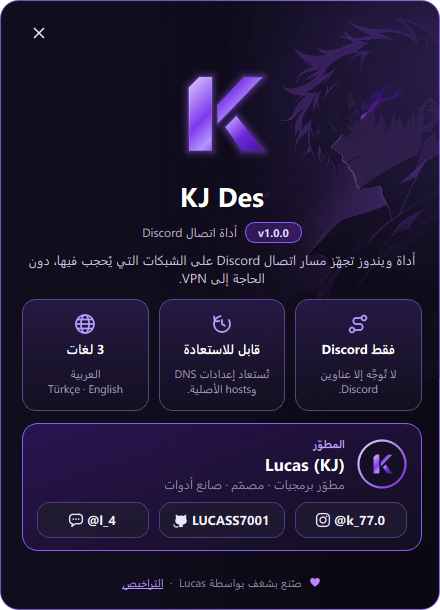 KJ Des
أداة اتصال Discord v1.0.0
أداة ويندوز تجهّز مسار اتصال Discord على الشبكات التي يُحجب فيها، دون
الحاجة إلى VPN.
فقط Discord
لا تُوجَّه إلا عناوين
Discord.
قابل للاستعادة
تُستعاد إعدادات DNS
وhosts الأصلية.
3 لغات
العربية
Türkçe · English
المطوّر
Lucas (KJ)
مطوّر برمجيات · مصمّم · صانع أدوات
@k_77.0
LUCASS7001
@l_4
صُنع بشغف بواسطة Lucas · التراخيص